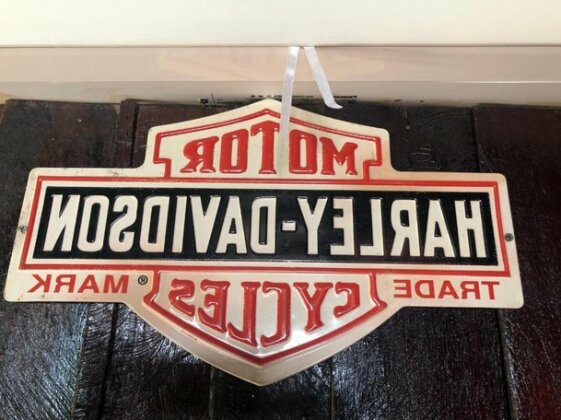 MOTOR
HARLEY-DAVIDSON
TRADE MARK ®
CYCLES